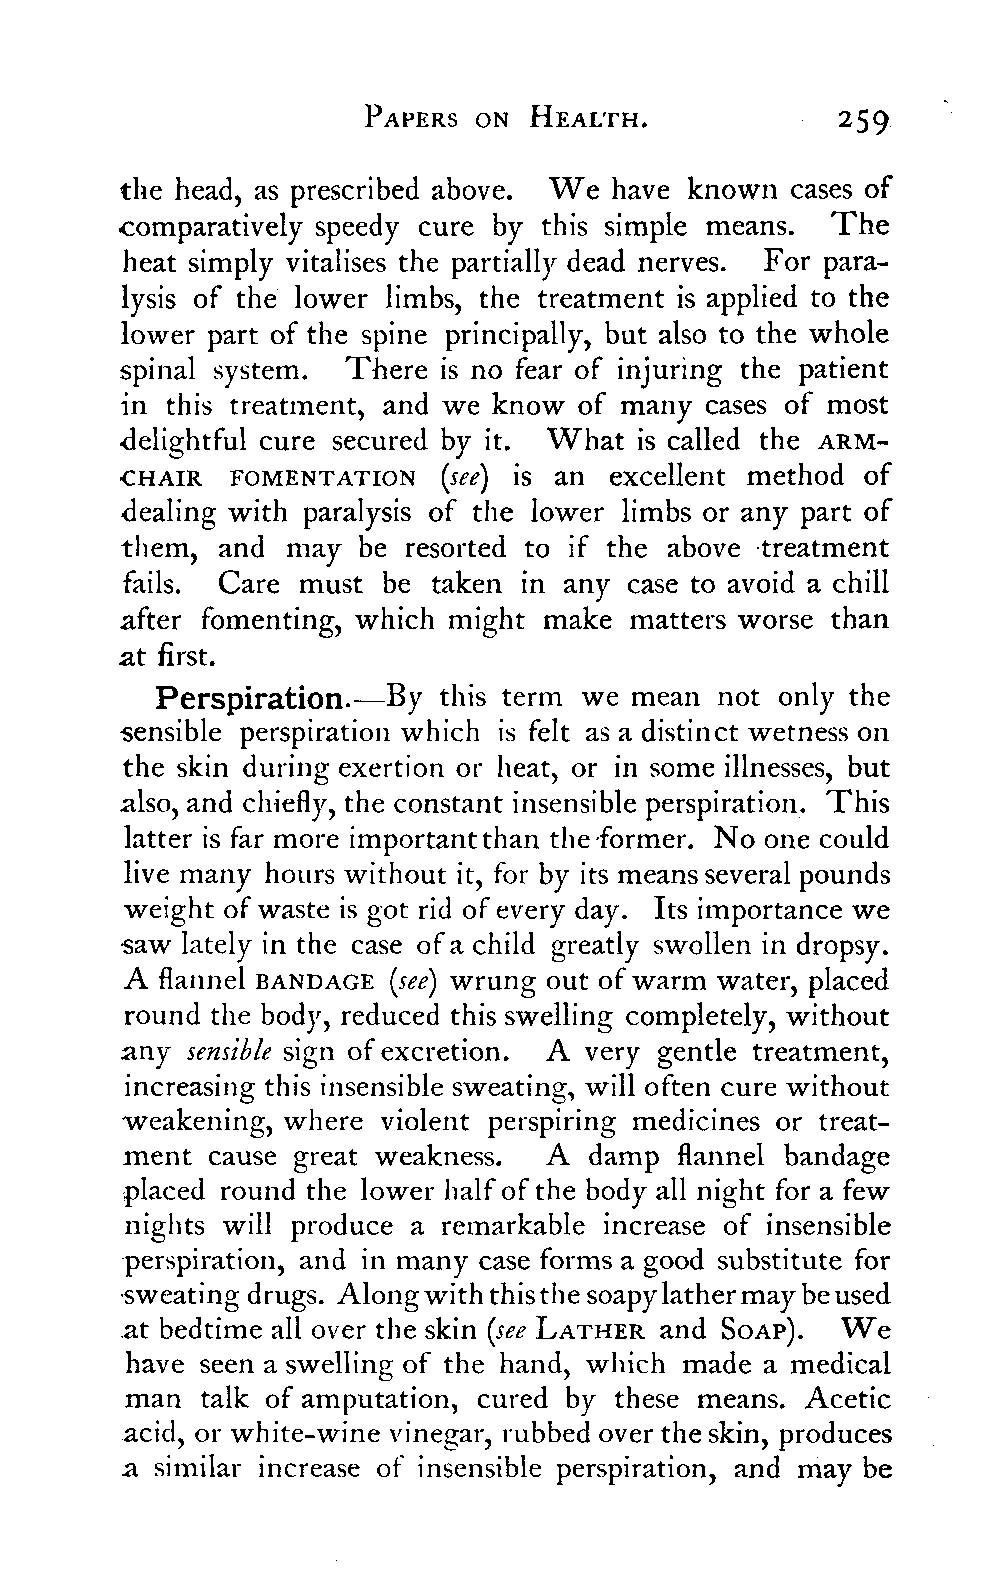 PAPERS ON HEALTH. 259
the head, as prescribed above. We have known cases of
comparatively speedy cure by this simple means. The
heat simply vitalises the partially dead nerves. For para-
lysis of the lower limbs, the treatment is applied to the
lower part of the spine principally, but also to the whole
spinal system. There is no fear of injuring the patient
in this treatment, and we know of many cases of most
delightful cure secured by it. What is called the ARM-
CHAIR FOMENTATION (see) is an excellent method of
dealing with paralysis of the lower limbs or any part of
them, and may be resorted to if the above treatment
fails. Care must be taken in any case to avoid a chill
after fomenting, which might make matters worse than
at first.
Perspiration.—By this term we mean not only the
sensible perspiration which is felt as a distinct wetness on
the skin during exertion or heat, or in some illnesses, but
also, and chiefly, the constant insensible perspiration. This
latter is far more important than the former. No one could
live many hours without it, for by its means several pounds
weight of waste is got rid of every day. Its importance we
saw lately in the case of a child greatly swollen in dropsy.
A flannel BANDAGE (see) wrung out of warm water, placed
round the body, reduced this swelling completely, without
any sensible sign of excretion. A very gentle treatment,
increasing this insensible sweating, will often cure without
weakening, where violent perspiring medicines or treat-
ment cause great weakness. A damp flannel bandage
placed round the lower half of the body all night for a few
nights will produce a remarkable increase of insensible
perspiration, and in many case forms a good substitute for
sweating drugs. Along with this the soapy lather may be used
at bedtime all over the skin (see LATHER and SOAP). We
have seen a swelling of the hand, which made a medical
man talk of amputation, cured by these means. Acetic
acid, or white-wine vinegar, rubbed over the skin, produces
a similar increase of insensible perspiration, and may be